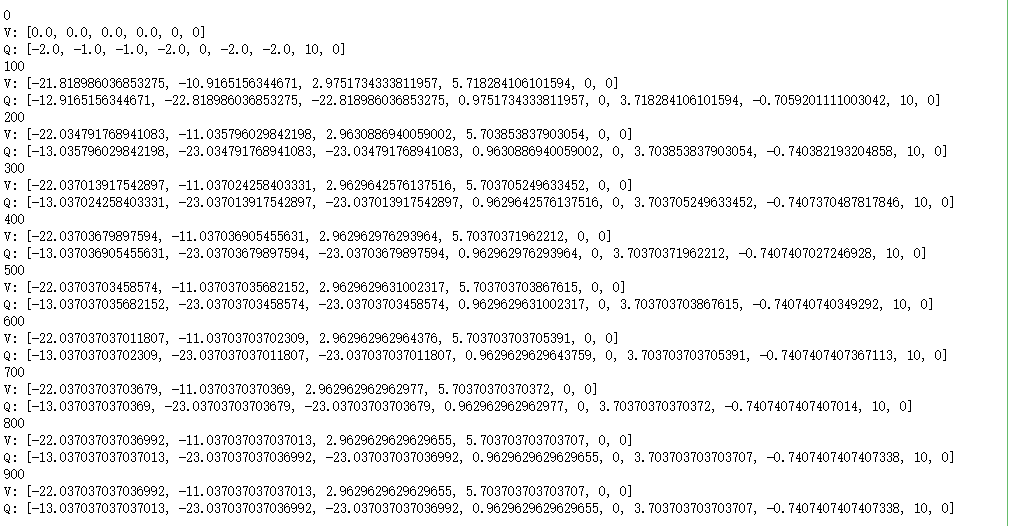 0
V: [0.0, 0.0, 0.0, 0.0, 0, 0]
Q: [-2.0, -1.0, -1.0, -2.0, 0, -2.0, -2.0, 10, 0]
100
V: [-21.818986036853275, -10.9165156344671, 2.9751734333811957, 5.718284106101594, 0, 0]
Q: [-12.9165156344671, -22.818986036853275, -22.818986036853275, 0.9751734333811957, 0, 3.718284106101594, -0.7059201111003042, 10, 0]
200
V: [-22.034791768941083, -11.035796029842198, 2.9630886940059002, 5.703853837903054, 0, 0]
Q: [-13.035796029842198, -23.034791768941083, -23.034791768941083, 0.9630886940059002, 0, 3.703853837903054, -0.740382193204858, 10, 0]
300
V: [-22.037013917542897, -11.037024258403331, 2.9629642576137516, 5.703705249633452, 0, 0]
Q: [-13.037024258403331, -23.037013917542897, -23.037013917542897, 0.9629642576137516, 0, 3.703705249633452, -0.7407370487817846, 10, 0]
400
V: [-22.03703679897594, -11.037036905455631, 2.962962976293964, 5.70370371962212, 0, 0]
Q: [-13.037036905455631, -23.03703679897594, -23.03703679897594, 0.962962976293964, 0, 3.70370371962212, -0.7407407027246928, 10, 0]
500
V: [-22.03703703458574, -11.037037035682152, 2.9629629631002317, 5.703703703867615, 0, 0]
Q: [-13.037037035682152, -23.03703703458574, -23.03703703458574, 0.9629629631002317, 0, 3.703703703867615, -0.740740740349292, 10, 0]
600
V: [-22.037037037011807, -11.03703703702309, 2.962962962964376, 5.703703703705391, 0, 0]
Q: [-13.03703703702309, -23.037037037011807, -23.037037037011807, 0.9629629629643759, 0, 3.703703703705391, -0.7407407407367113, 10, 0]
700
V: [-22.03703703703679, -11.0370370370369, 2.962962962962977, 5.70370370370372, 0, 0]
Q: [-13.0370370370369, -23.03703703703679, -23.03703703703679, 0.962962962962977, 0, 3.70370370370372, -0.7407407407407014, 10, 0]
800
V: [-22.037037037036992, -11.037037037037013, 2.9629629629629655, 5.703703703703707, 0, 0]
Q: [-13.037037037037013, -23.037037037036992, -23.037037037036992, 0.9629629629629655, 0, 3.703703703703707, -0.7407407407407338, 10, 0]
900
V: [-22.037037037036992, -11.037037037037013, 2.9629629629629655, 5.703703703703707, 0, 0]
Q: [-13.037037037037013, -23.037037037036992, -23.037037037036992, 0.9629629629629655, 0, 3.703703703703707, -0.7407407407407338, 10, 0]